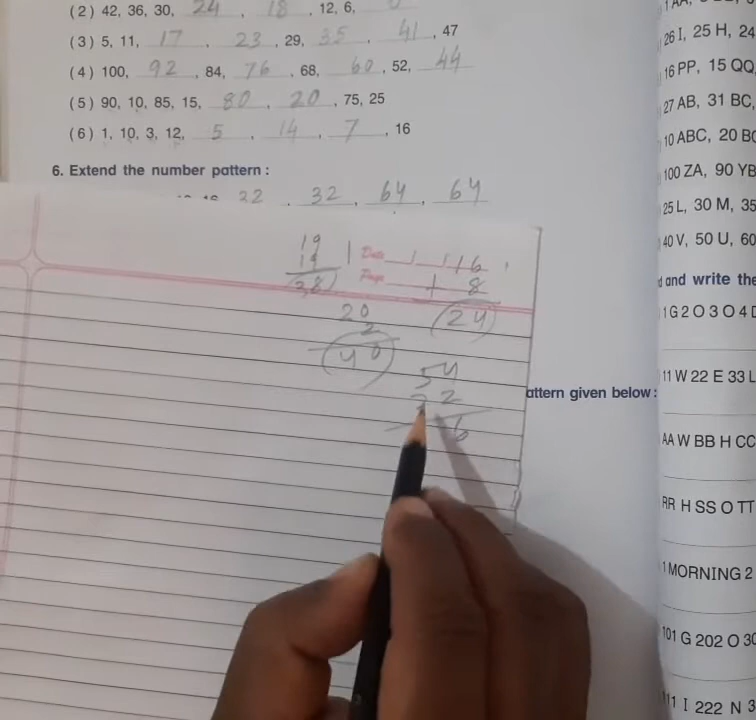 (2) 42, 36, 30, 24, 18, 12, 6, 0
(3) 5, 11, 17, 23, 29, 35, 41, 47
(4) 100, 92, 84, 76, 68, 60, 52, 44
(5) 90, 10, 85, 15, 80, 20, 75, 25
(6) 1, 10, 3, 12, 5, 14, 7, 16
6. Extend the number pattern :
22, 32, 64, 64
19
19
38
Date
Page
16
+ 8
24
20
2
40
54
22
6
26 I, 25 H, 24
16 PP, 15 QQ,
27 AB, 31 BC,
10 ABC, 20 BC
100 ZA, 90 YB
25 L, 30 M, 35
40 V, 50 U, 60
d and write the
1 G 2 O 3 O 4 D
attern given below :
11 W 22 E 33 L
AA W BB H CC
RR H SS O TT
1 MORNING 2
101 G 202 O 30
11 I 222 N 3